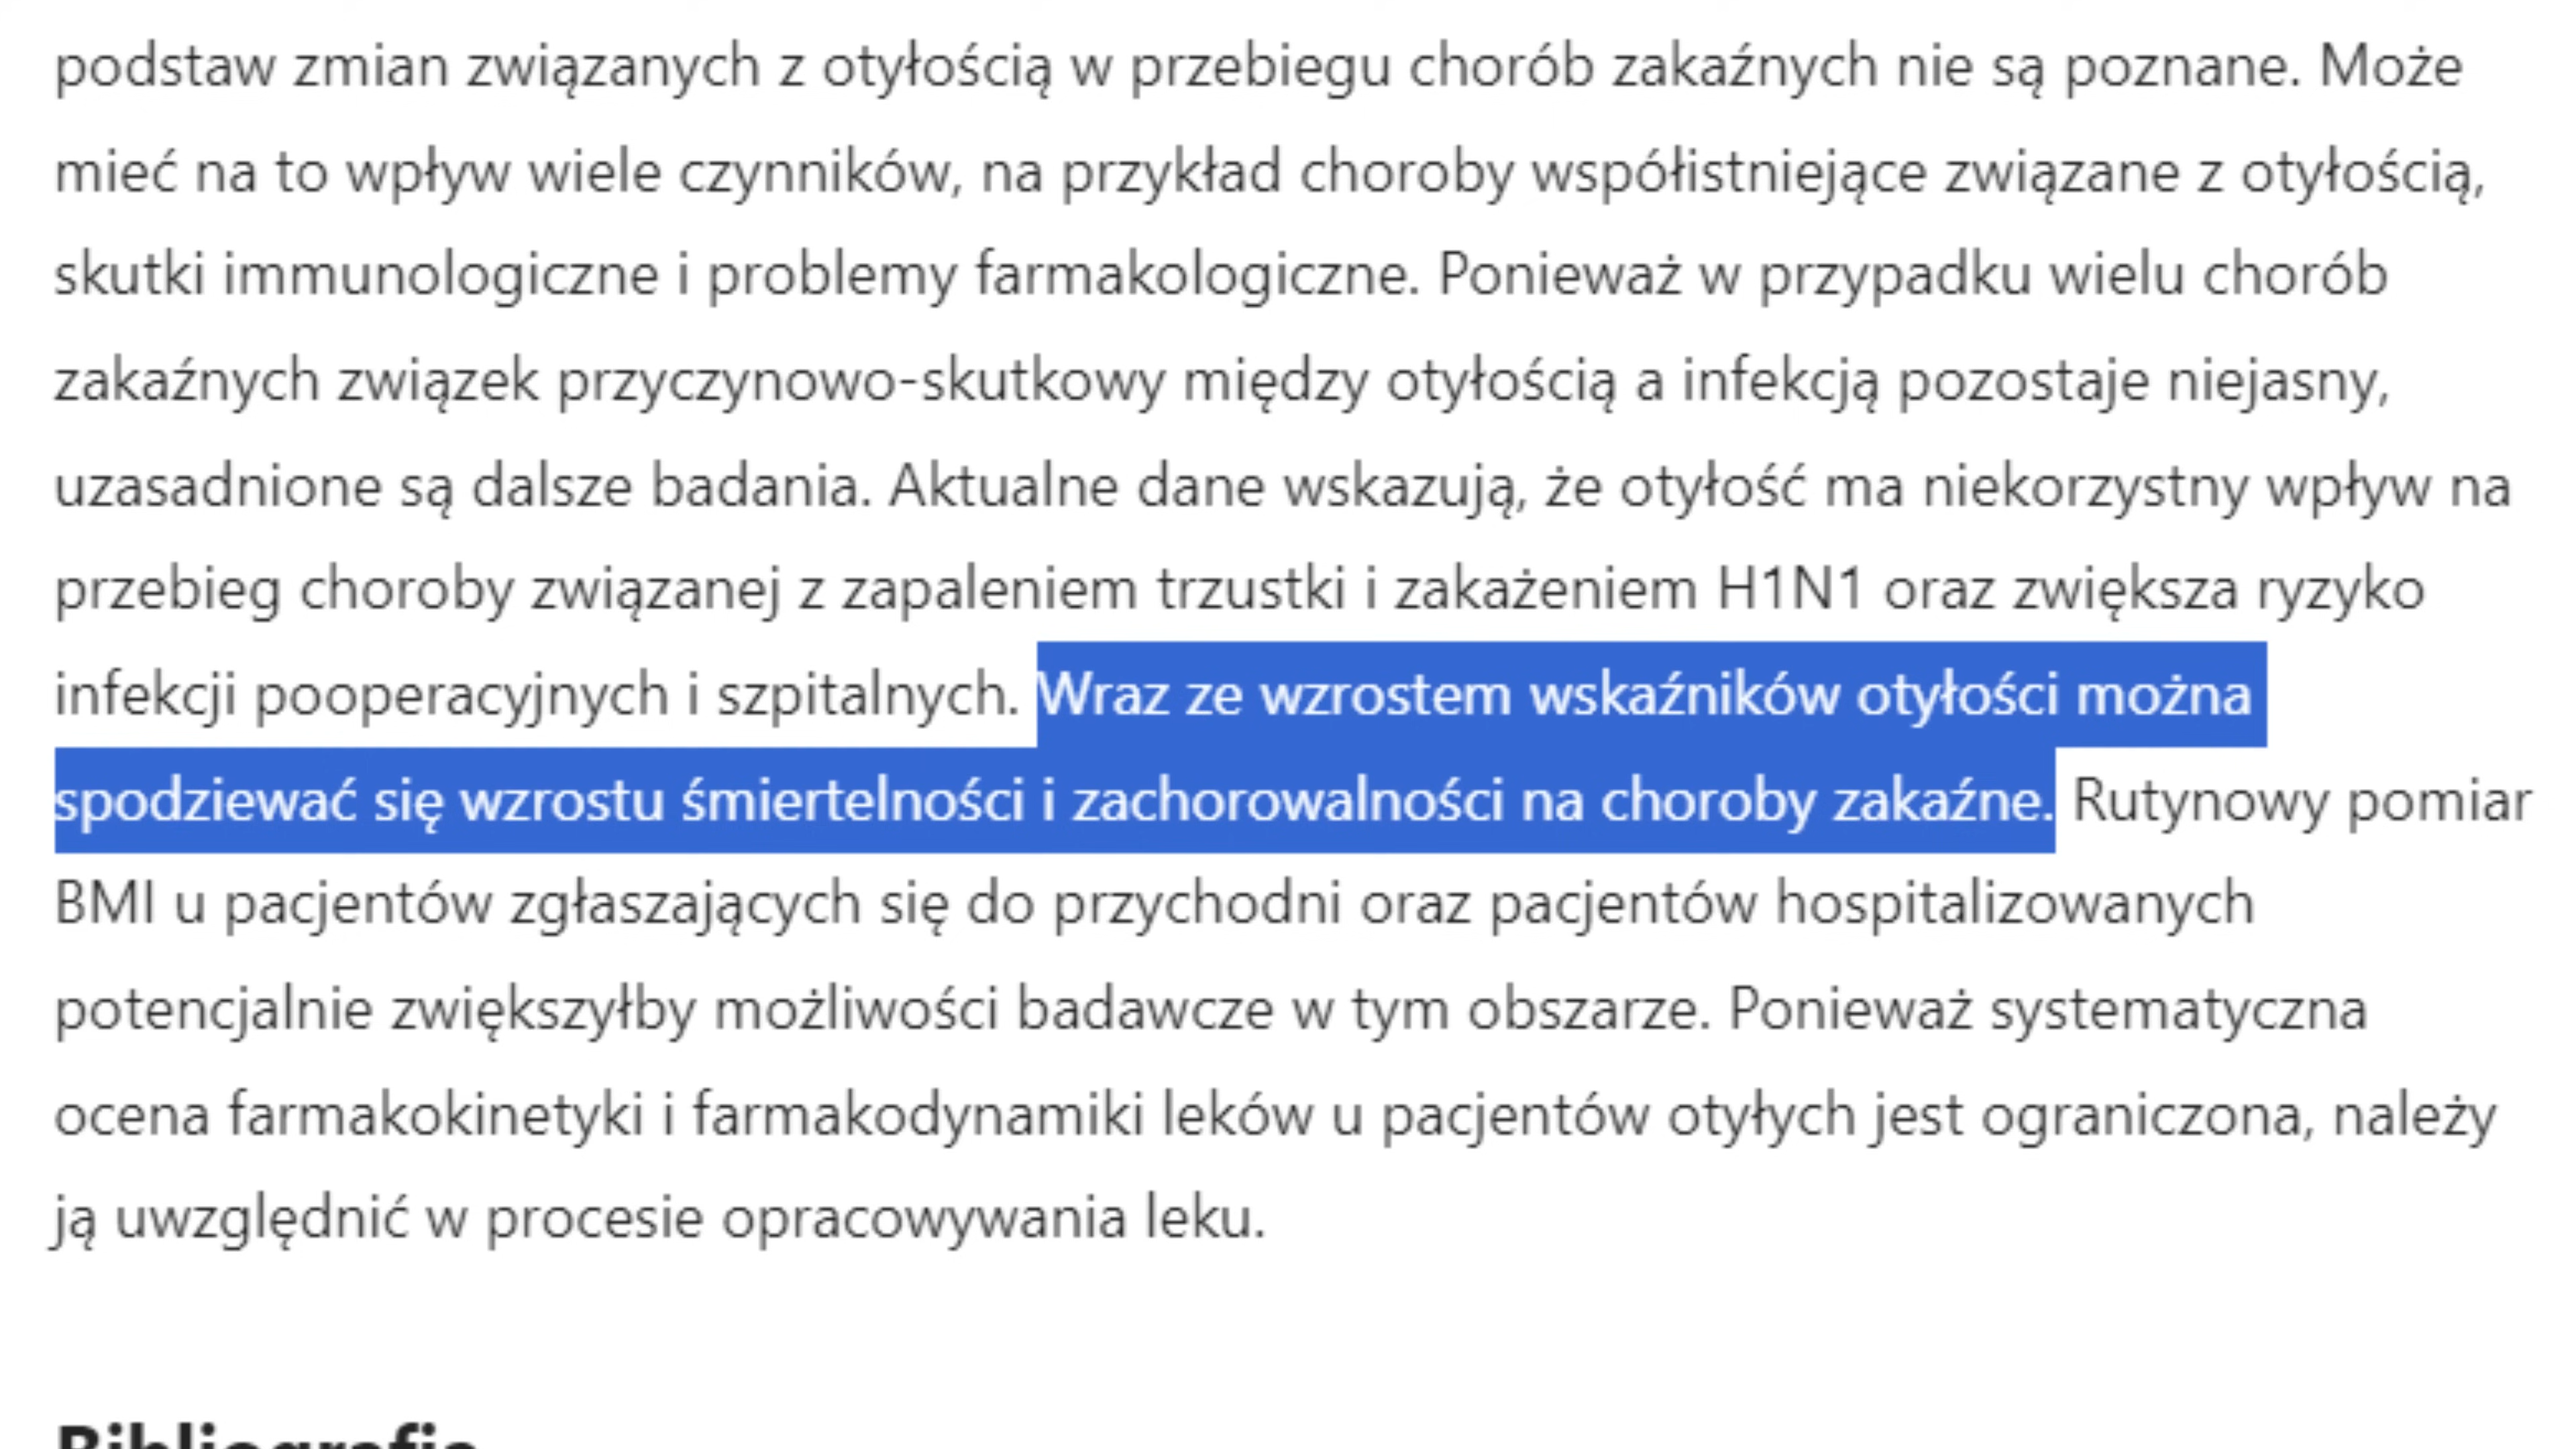 podstaw zmian związanych z otyłością w przebiegu chorób zakaźnych nie są poznane. Może
mieć na to wpływ wiele czynników, na przykład choroby współistniejące związane z otyłością,
skutki immunologiczne i problemy farmakologiczne. Ponieważ w przypadku wielu chorób
zakaźnych związek przyczynowo-skutkowy między otyłością a infekcją pozostaje niejasny,
uzasadnione są dalsze badania. Aktualne dane wskazują, że otyłość ma niekorzystny wpływ na
przebieg choroby związanej z zapaleniem trzustki i zakażeniem H1N1 oraz zwiększa ryzyko
infekcji pooperacyjnych i szpitalnych. Wraz ze wzrostem wskaźników otyłości można
spodziewać się wzrostu śmiertelności i zachorowalności na choroby zakaźne. Rutynowy pomiar
BMI u pacjentów zgłaszających się do przychodni oraz pacjentów hospitalizowanych
potencjalnie zwiększyłby możliwości badawcze w tym obszarze. Ponieważ systematyczna
ocena farmakokinetyki i farmakodynamiki leków u pacjentów otyłych jest ograniczona, należy
ją uwzględnić w procesie opracowywania leku.
Bibliografia